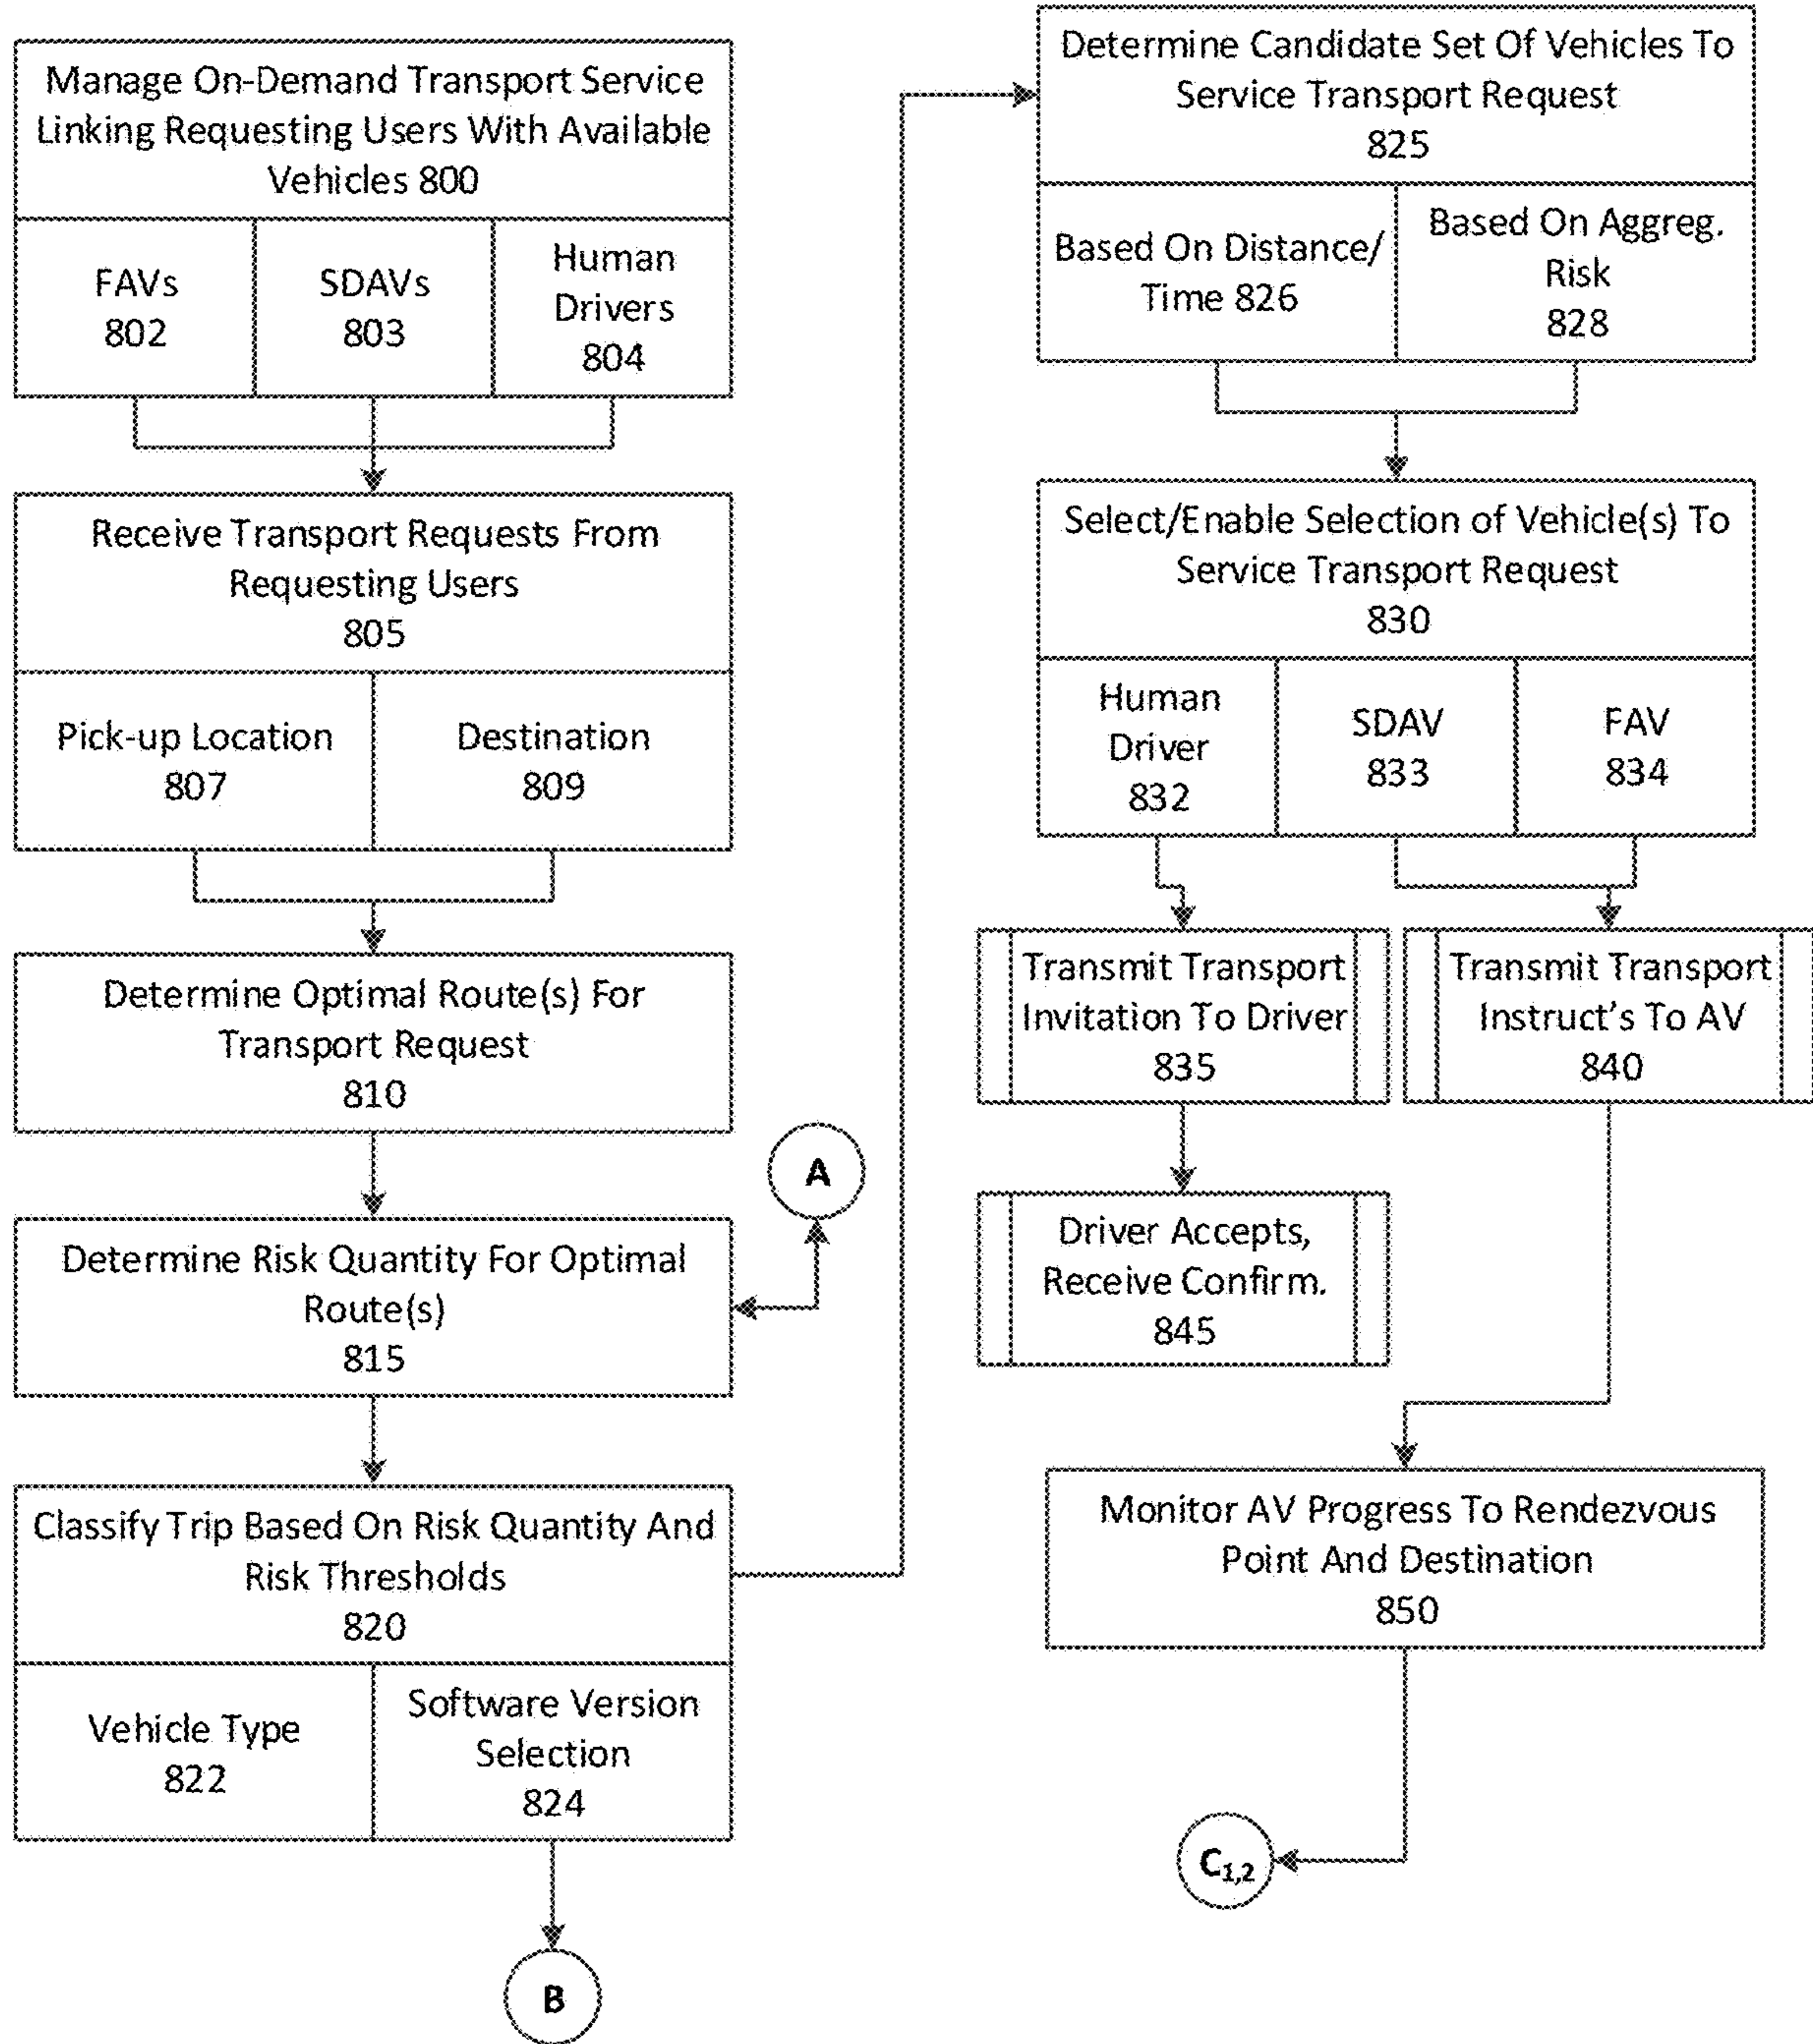 Manage On-Demand Transport Service
Linking Requesting Users With Available
Vehicles 800
FAVs
802
SDAVs
803
Human
Drivers
804
Receive Transport Requests From
Requesting Users
805
Pick-up Location
807
Destination
809
Determine Optimal Route(s) For
Transport Request
810
A
Determine Risk Quantity For Optimal
Route(s)
815
Classify Trip Based On Risk Quantity And
Risk Thresholds
820
Vehicle Type
822
Software Version
Selection
824
B
Determine Candidate Set Of Vehicles To
Service Transport Request
825
Based On Distance/
Time 826
Based On Aggreg.
Risk
828
Select/Enable Selection of Vehicle(s) To
Service Transport Request
830
Human
Driver
832
SDAV
833
FAV
834
Transmit Transport
Invitation To Driver
835
Transmit Transport
Instruct's To AV
840
Driver Accepts,
Receive Confirm.
845
Monitor AV Progress To Rendezvous
Point And Destination
850
C1,2